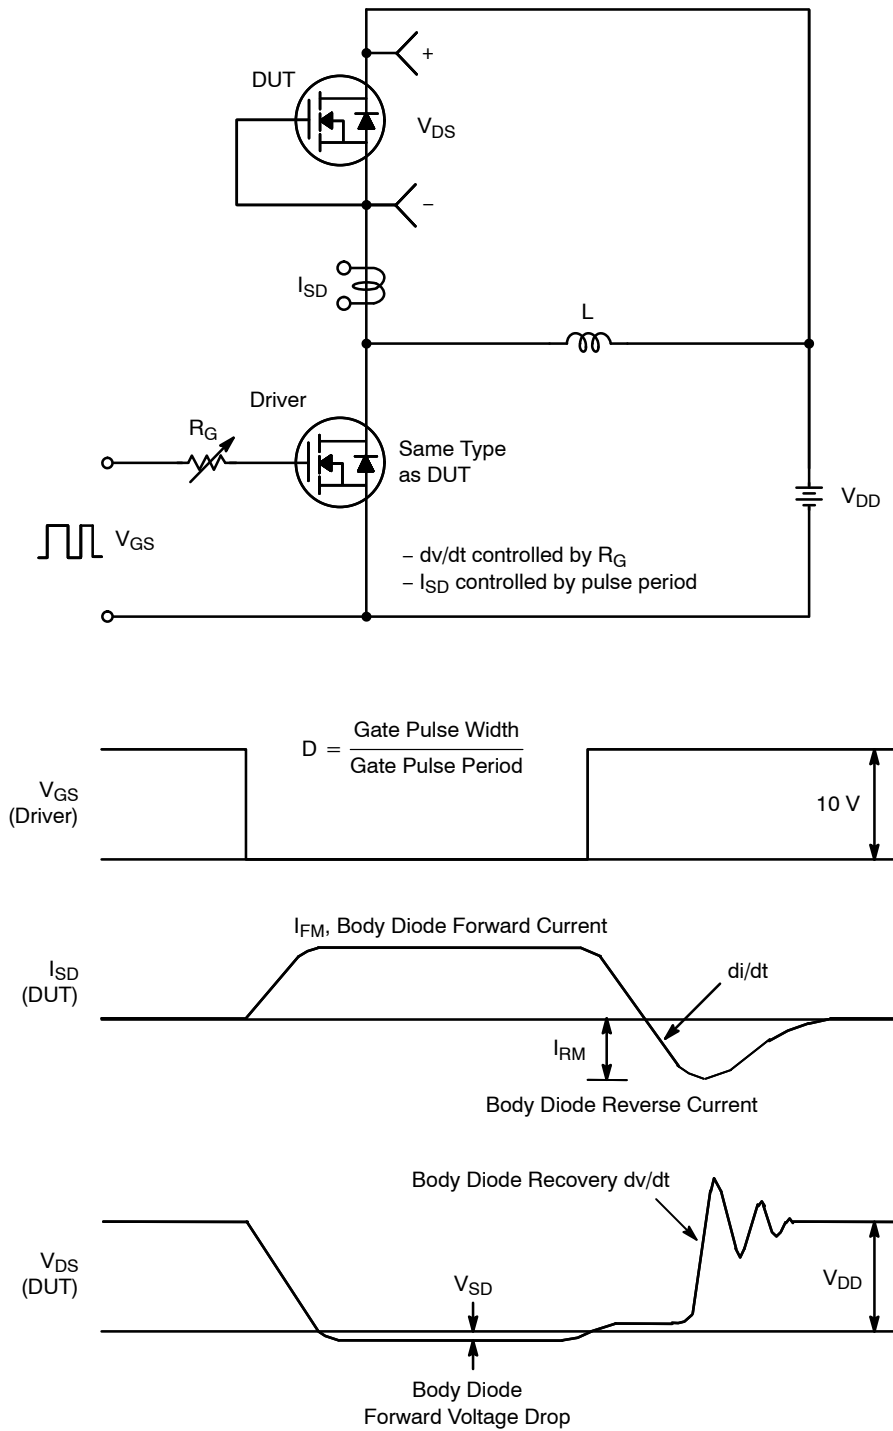 DUT
+
V_DS
−
I_SD
L
Driver
R_G
Same Type
as DUT
V_DD
V_GS
− dv/dt controlled by R_G
− I_SD controlled by pulse period
D = Gate Pulse Width / Gate Pulse Period
V_GS
(Driver)
10 V
I_FM, Body Diode Forward Current
I_SD
(DUT)
di/dt
I_RM
Body Diode Reverse Current
Body Diode Recovery dv/dt
V_DS
(DUT)
V_SD
V_DD
Body Diode
Forward Voltage Drop